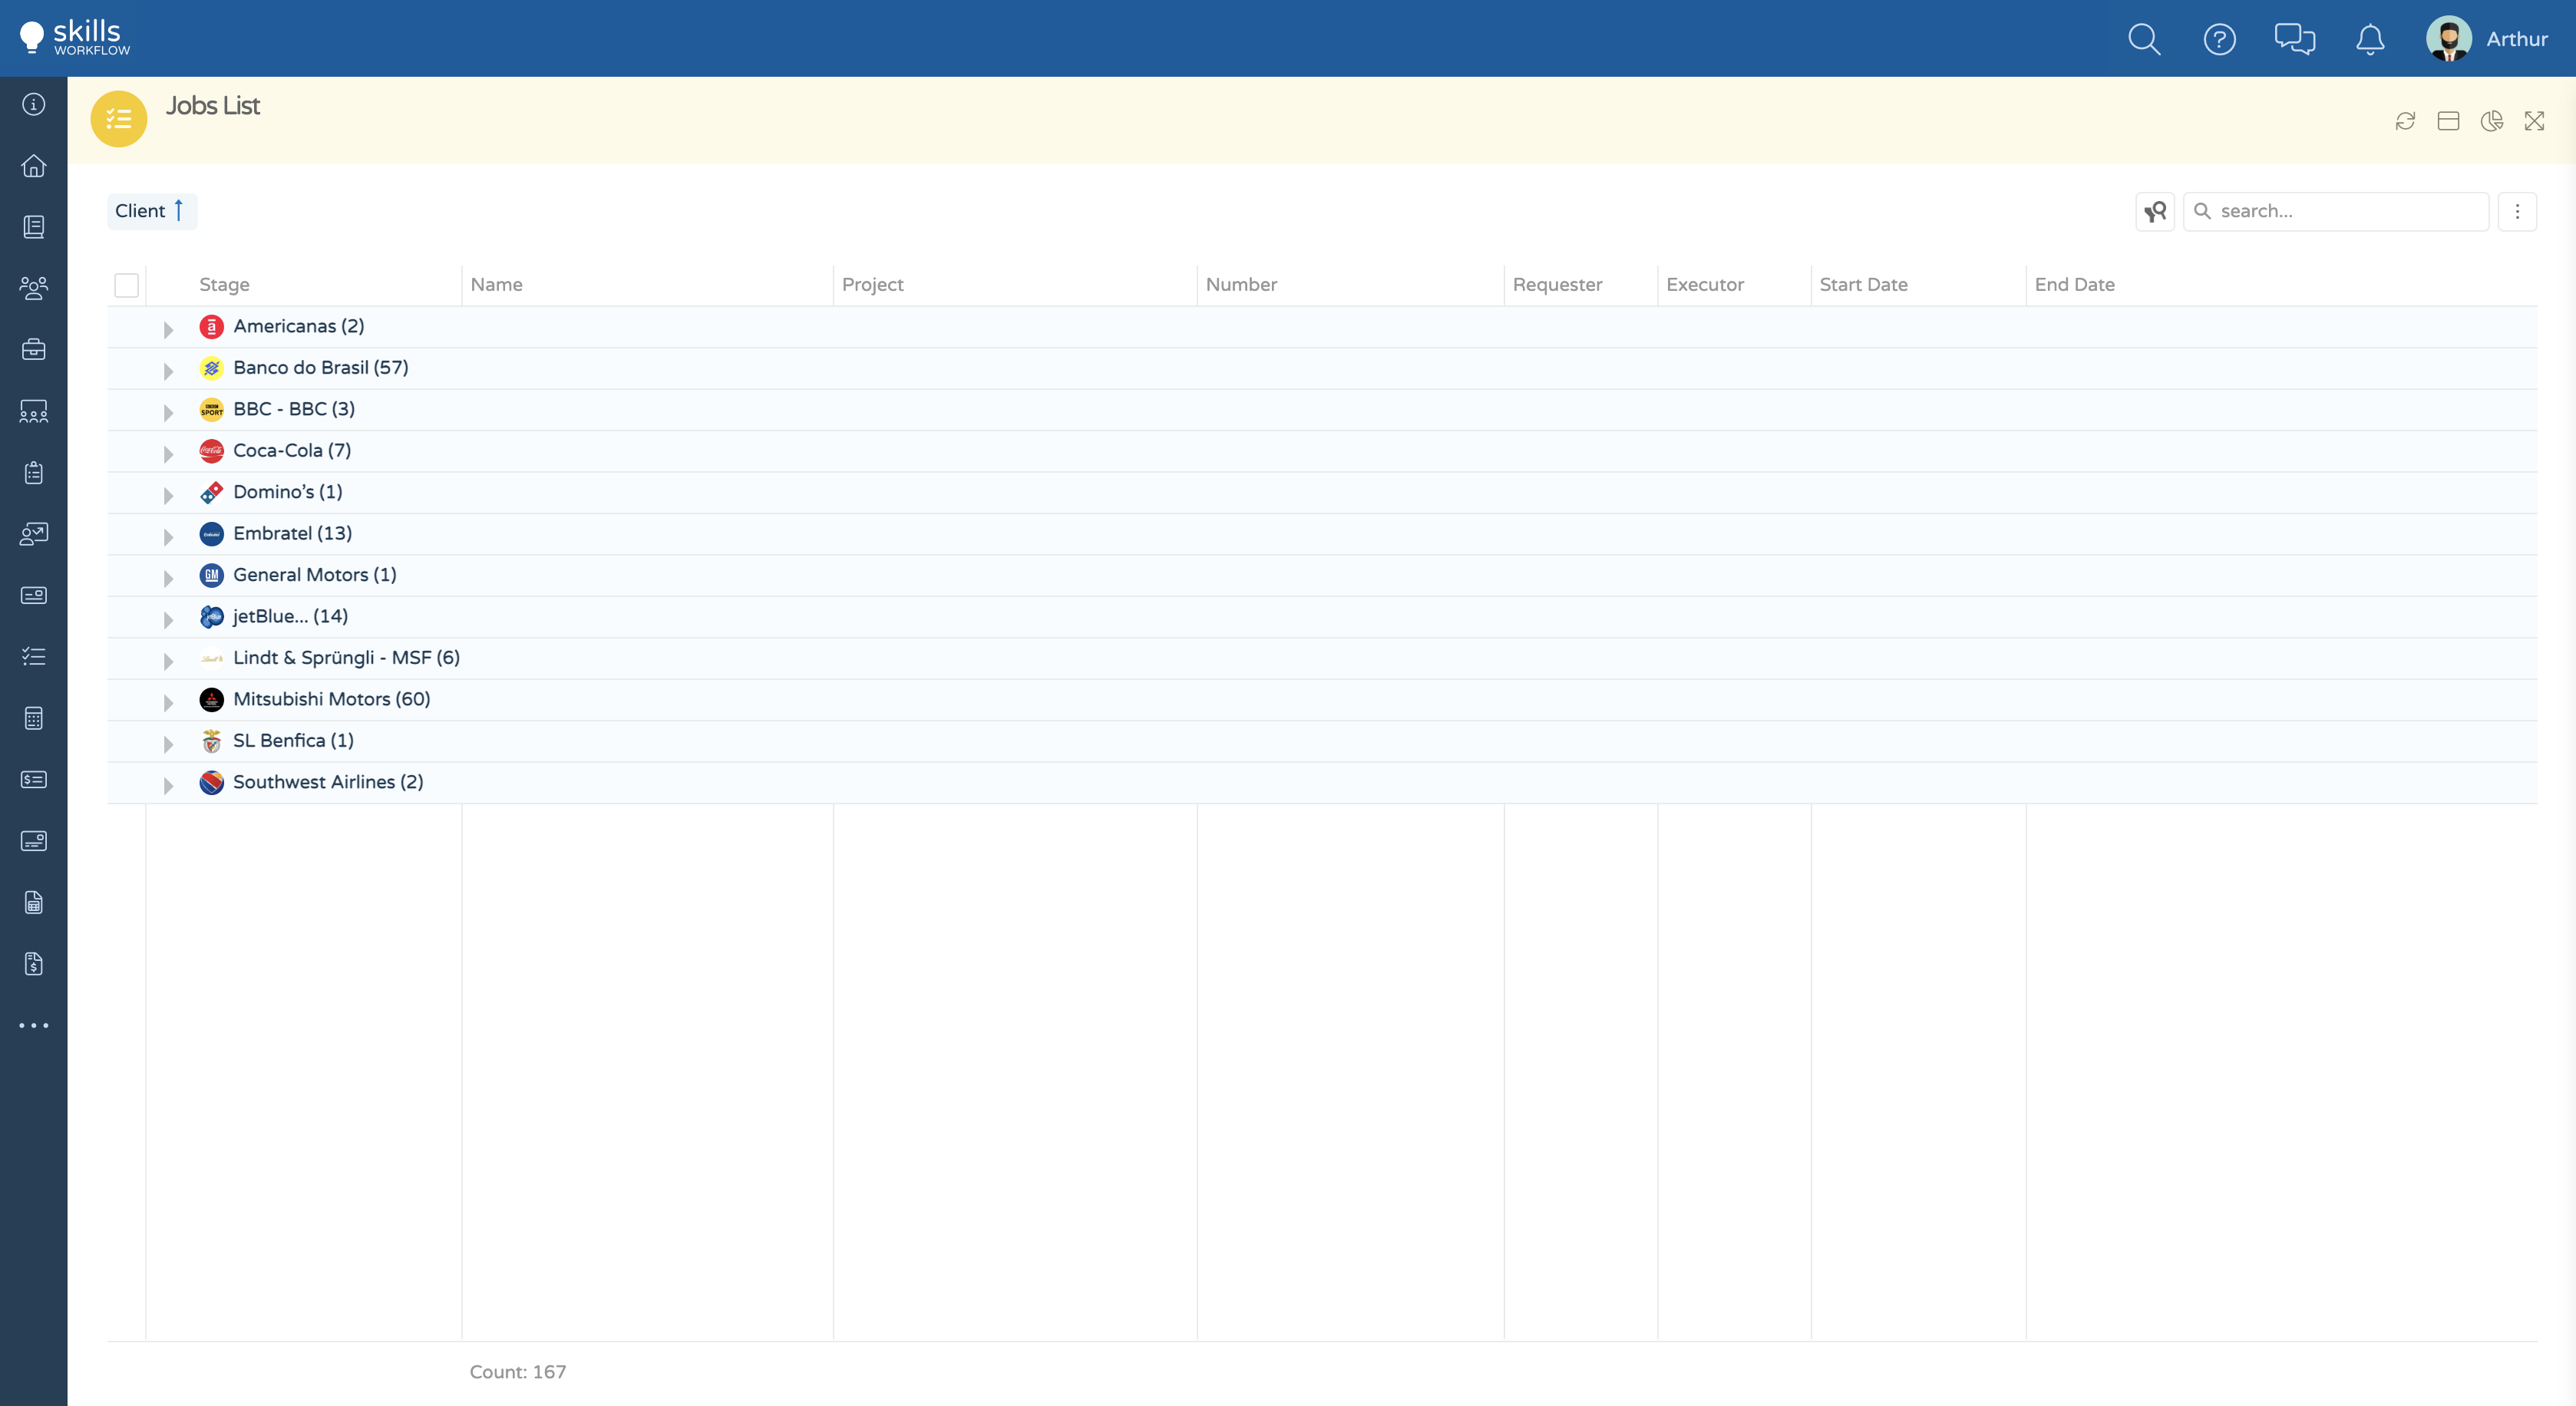 skills
WORKFLOW
Arthur
Jobs List
Client
search...
Stage Name Project Number Requester Executor Start Date End Date
Americanas (2)
Banco do Brasil (57)
SPORT
BBC - BBC (3)
Coca-Cola (7)
Domino's (1)
Embratel (13)
GM
General Motors (1)
jetBlue... (14)
Lindt & Sprüngli - MSF (6)
Mitsubishi Motors (60)
SL Benfica (1)
Southwest Airlines (2)
Count: 167